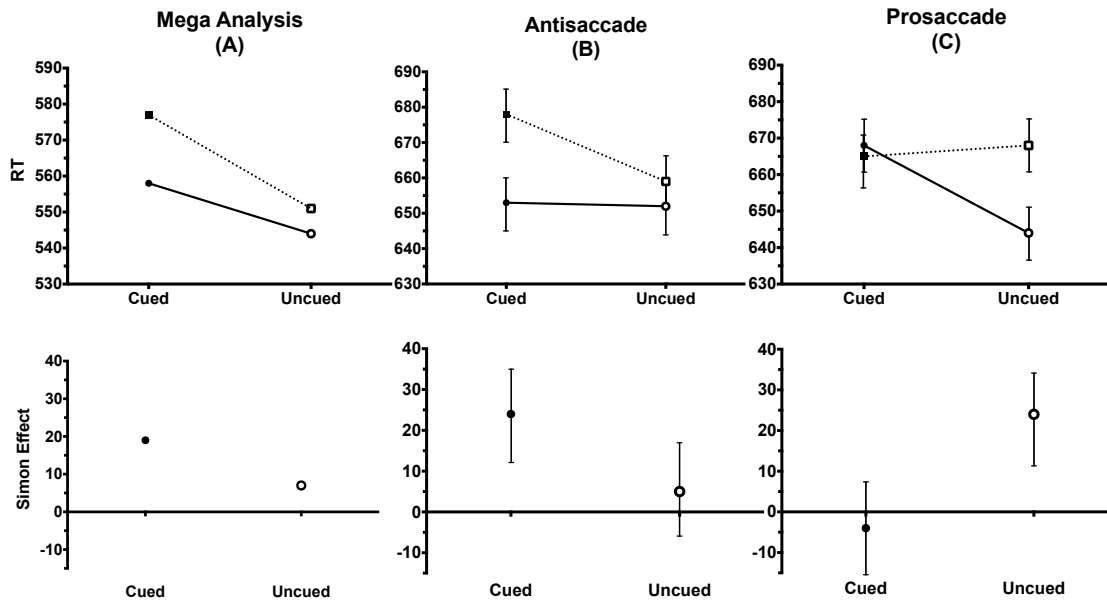 Mega Analysis
(A)
Antisaccade
(B)
Prosaccade
(C)
RT
590
580
570
560
550
540
530
Cued
Uncued
690
680
670
660
650
640
630
Cued
Uncued
690
680
670
660
650
640
630
Cued
Uncued
Simon Effect
40
30
20
10
0
-10
Cued
Uncued
40
30
20
10
0
-10
Cued
Uncued
40
30
20
10
0
-10
Cued
Uncued